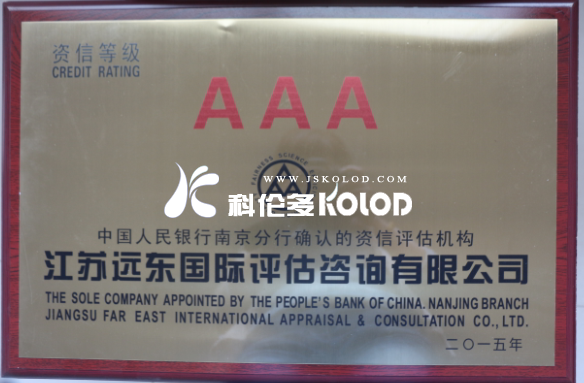 资信等级
CREDIT RATING
AAA
WWW.JSKOLOD.COM
科伦多KOLOD
中国人民银行南京分行确认的资信评估机构
江苏远东国际评估咨询有限公司
THE SOLE COMPANY APPOINTED BY THE PEOPLE'S BANK OF CHINA. NANJING BRANCH
JIANGSU FAR EAST INTERNATIONAL APPRAISAL & CONSULTATION CO., LTD.
二〇一五年